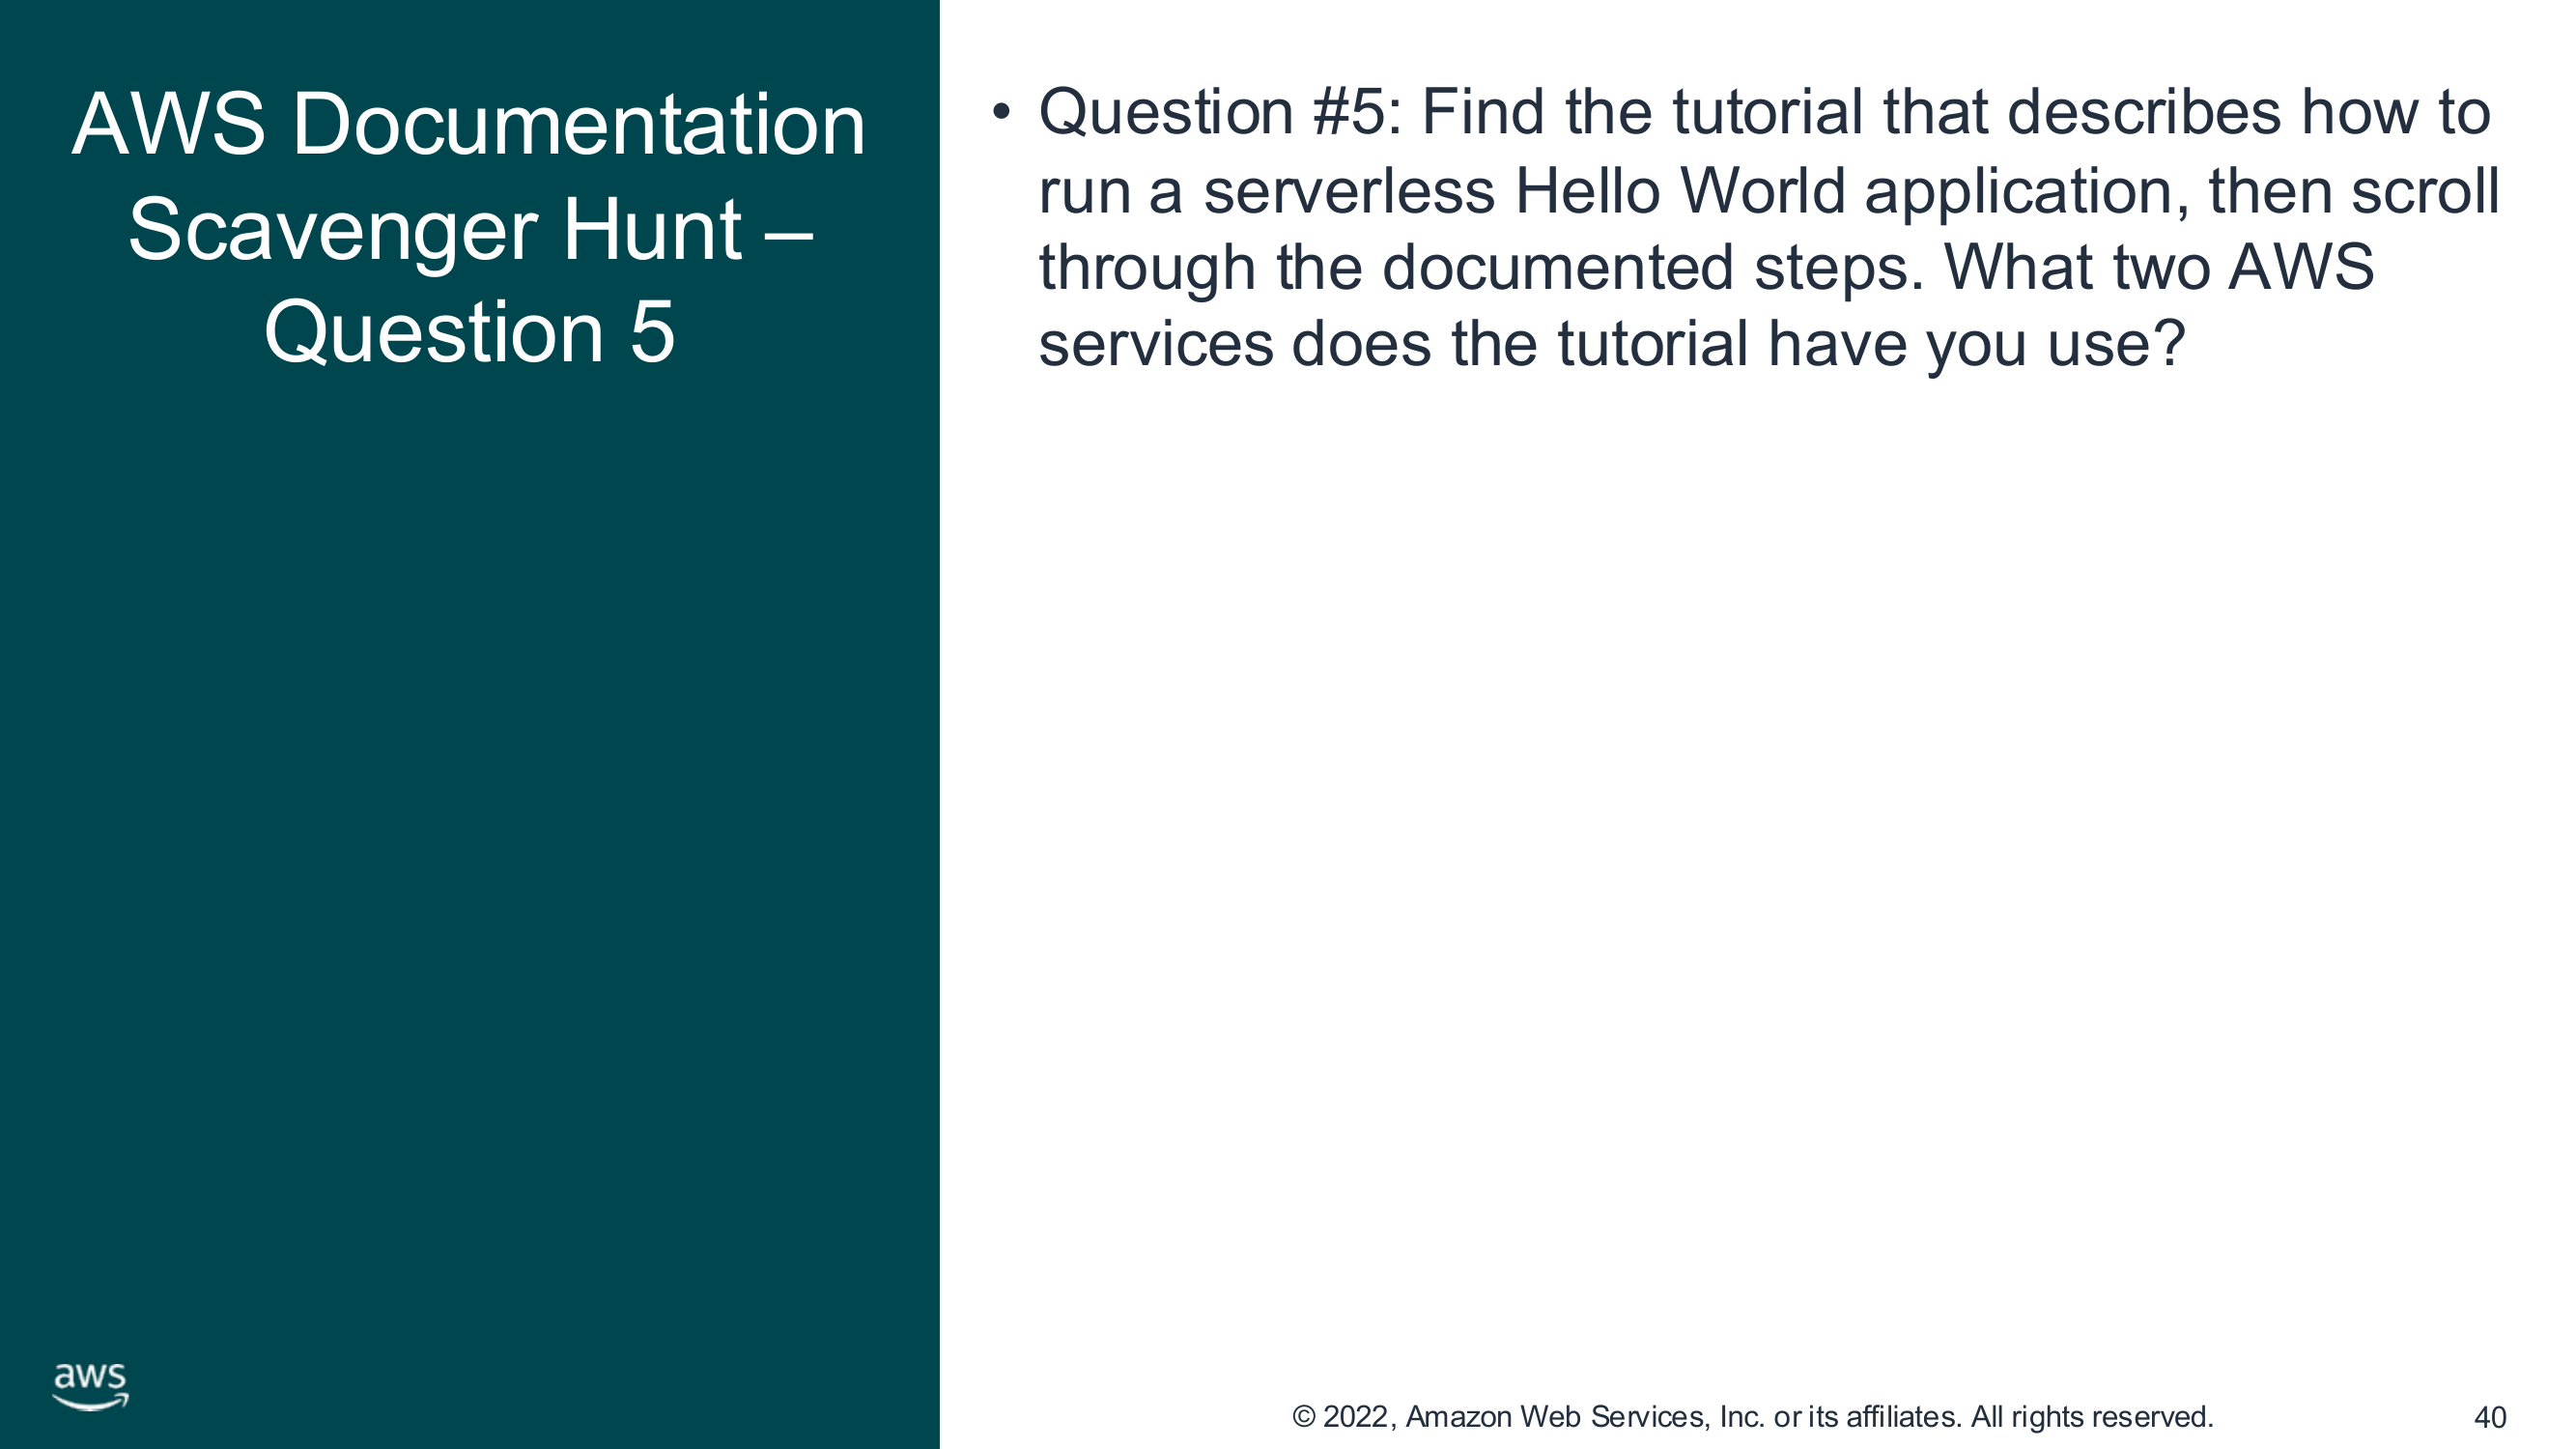 AWS Documentation
Scavenger Hunt –
Question 5
• Question #5: Find the tutorial that describes how to
run a serverless Hello World application, then scroll
through the documented steps. What two AWS
services does the tutorial have you use?
aws
© 2022, Amazon Web Services, Inc. or its affiliates. All rights reserved.
40